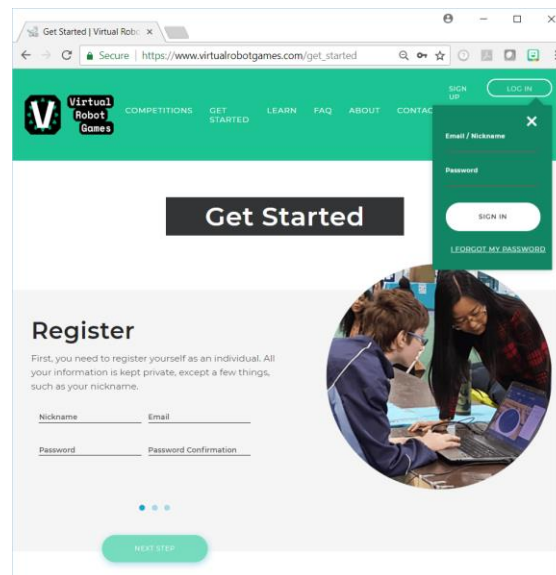 Get Started | Virtual Robo
Secure | https://www.virtualrobotgames.com/get_started
Virtual
Robot
Games
COMPETITIONS
GET
STARTED
LEARN
FAQ
ABOUT
SIGN
UP
LOG IN
Email / Nickname
Password
SIGN IN
I FORGOT MY PASSWORD
Get Started
Register
First, you need to register yourself as an individual. All
your information is kept private, except a few things,
such as your nickname.
Nickname Email
Password Password Confirmation
NEXT STEP